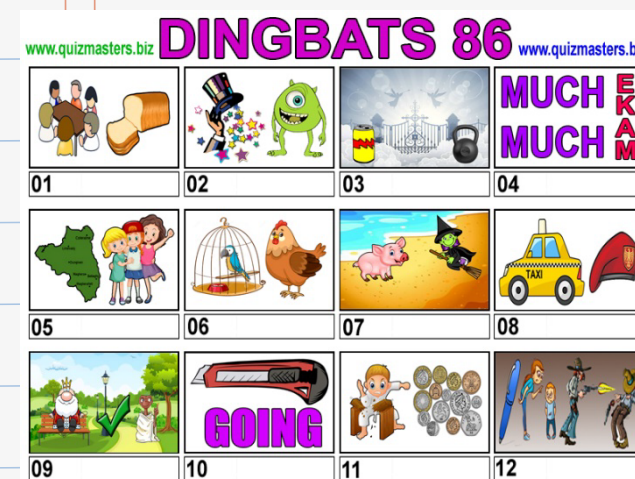 www.quizmasters.biz DINGBATS 86 www.quizmasters.b
MUCH EKAM
MUCH
01 02 03 04
TAXI
05 06 07 08
GOING
09 10 11 12